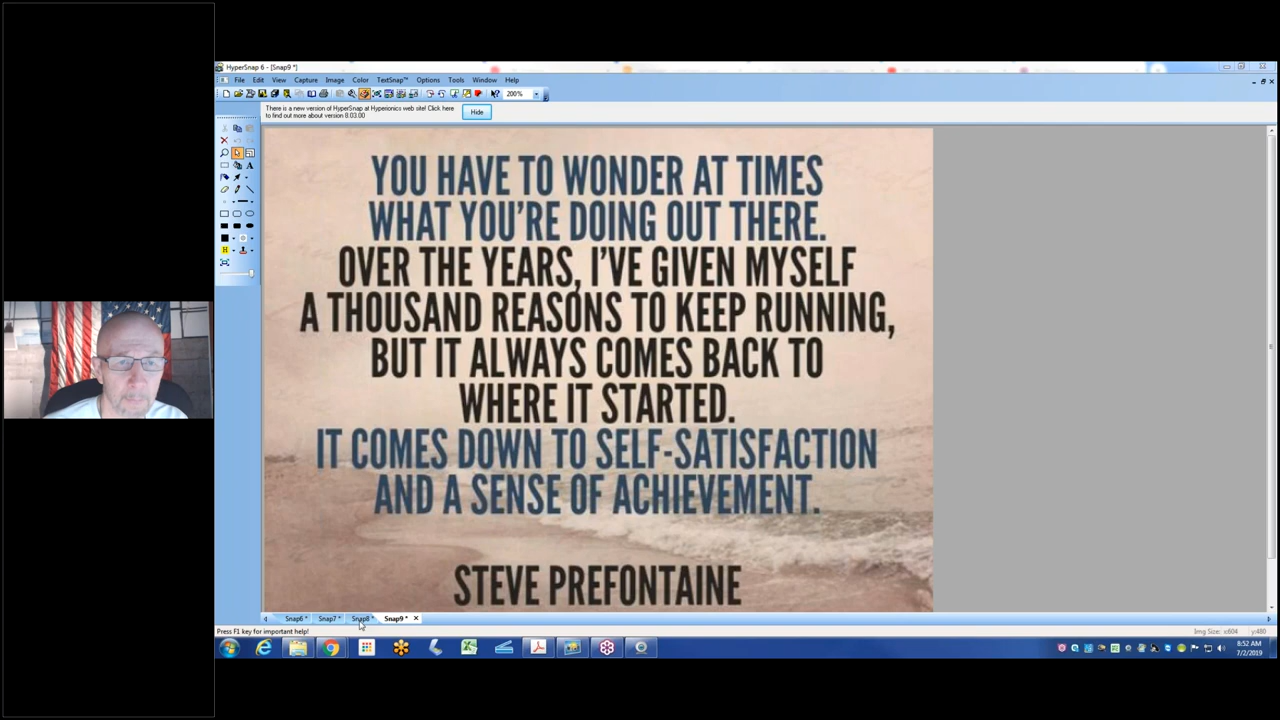 HyperSnap 6 - [Snap9 *]
File Edit View Capture Image Color TextSnap™ Options Tools Window Help
200%
There is a new version of HyperSnap at Hyperionics web site! Click here
to find out more about version 8.03.00
Hide
YOU HAVE TO WONDER AT TIMES
WHAT YOU'RE DOING OUT THERE.
OVER THE YEARS, I'VE GIVEN MYSELF
A THOUSAND REASONS TO KEEP RUNNING,
BUT IT ALWAYS COMES BACK TO
WHERE IT STARTED.
IT COMES DOWN TO SELF-SATISFACTION
AND A SENSE OF ACHIEVEMENT.
STEVE PREFONTAINE
Snap6 * Snap7 * Snap8 * Snap9 *
Press F1 key for important help!
Img Size: x:604 y:480
8:52 AM
7/2/2019